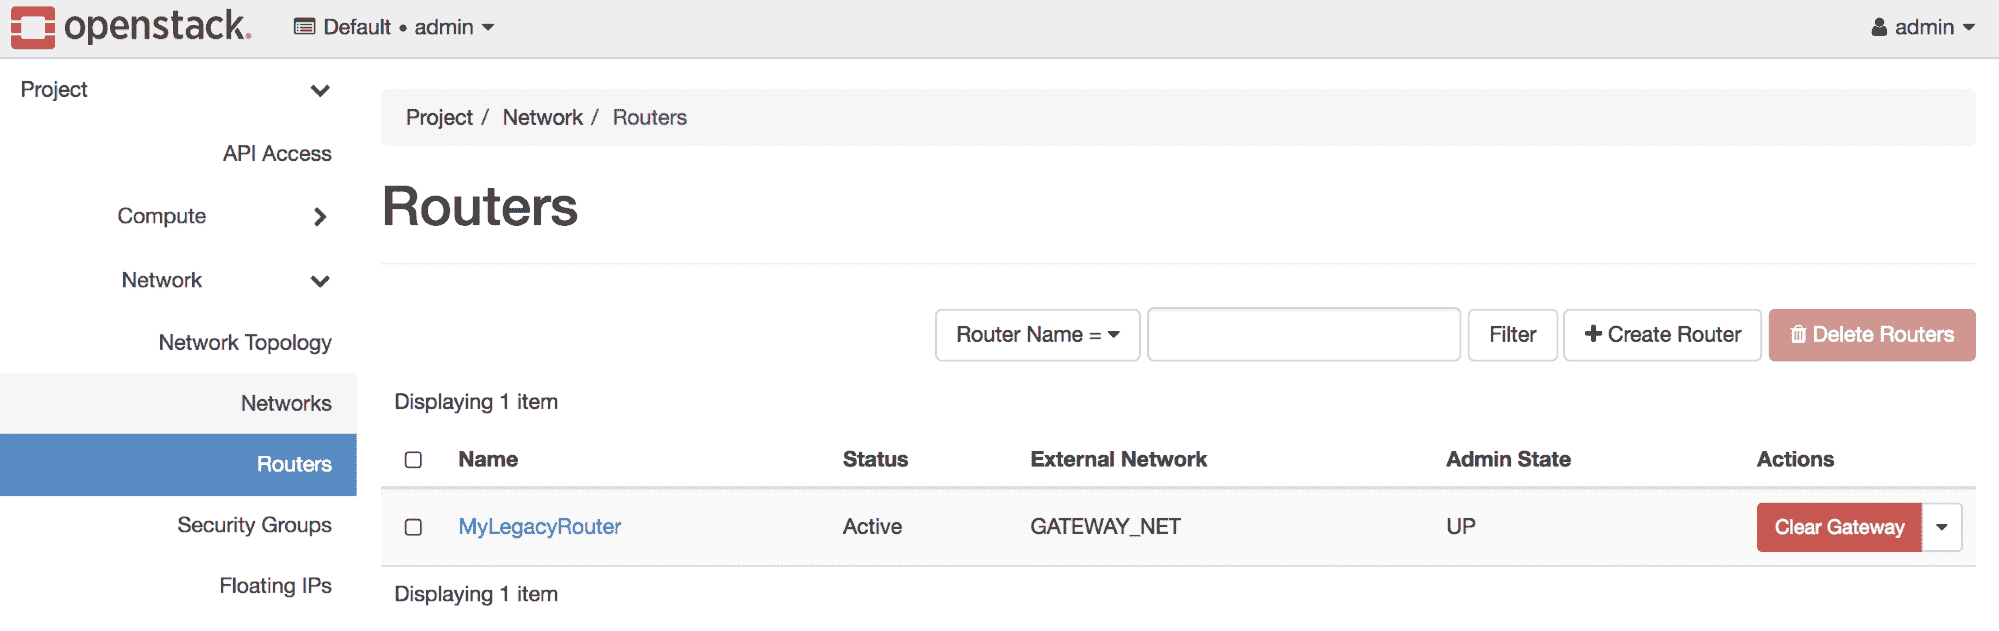 openstack.
Default • admin
admin
Project
API Access
Compute
Network
Network Topology
Networks
Routers
Security Groups
Floating IPs
Project / Network / Routers
Routers
Router Name =
Filter
Create Router
Delete Routers
Displaying 1 item
Name Status External Network Admin State Actions
MyLegacyRouter Active GATEWAY_NET UP Clear Gateway
Displaying 1 item